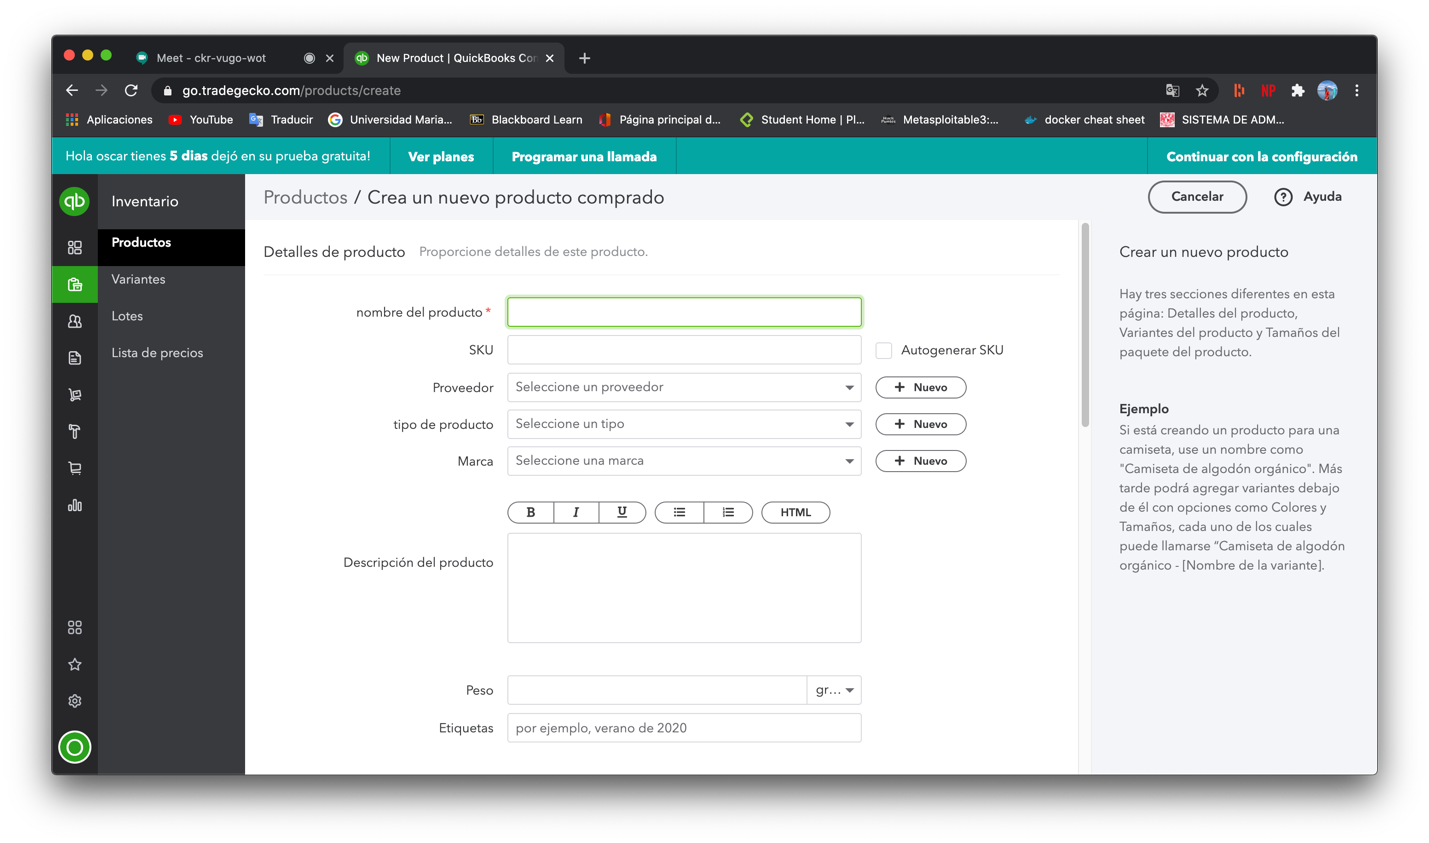 Meet - ckr-vugo-wot
New Product | QuickBooks Co
go.tradegecko.com/products/create
Aplicaciones
YouTube
Traducir
Universidad Maria...
Blackboard Learn
Página principal d...
Student Home | Pl...
Metasploitable3:...
docker cheat sheet
SISTEMA DE ADM...
NP
Hola oscar tienes 5 dias dejó en su prueba gratuita!
Ver planes
Programar una llamada
Continuar con la configuración
qb
Inventario
Productos / Crea un nuevo producto comprado
Cancelar
Ayuda
Productos
Variantes
Lotes
Lista de precios
Detalles de producto
Proporcione detalles de este producto.
nombre del producto *
SKU
Autogenerar SKU
Proveedor
Seleccione un proveedor
+ Nuevo
tipo de producto
Seleccione un tipo
+ Nuevo
Marca
Seleccione una marca
+ Nuevo
B I U
HTML
Descripción del producto
Peso
gr...
Etiquetas
por ejemplo, verano de 2020
Crear un nuevo producto
Hay tres secciones diferentes en esta
página: Detalles del producto,
Variantes del producto y Tamaños del
paquete del producto.
Ejemplo
Si está creando un producto para una
camiseta, use un nombre como
"Camiseta de algodón orgánico". Más
tarde podrá agregar variantes debajo
de él con opciones como Colores y
Tamaños, cada uno de los cuales
puede llamarse “Camiseta de algodón
orgánico - [Nombre de la variante].